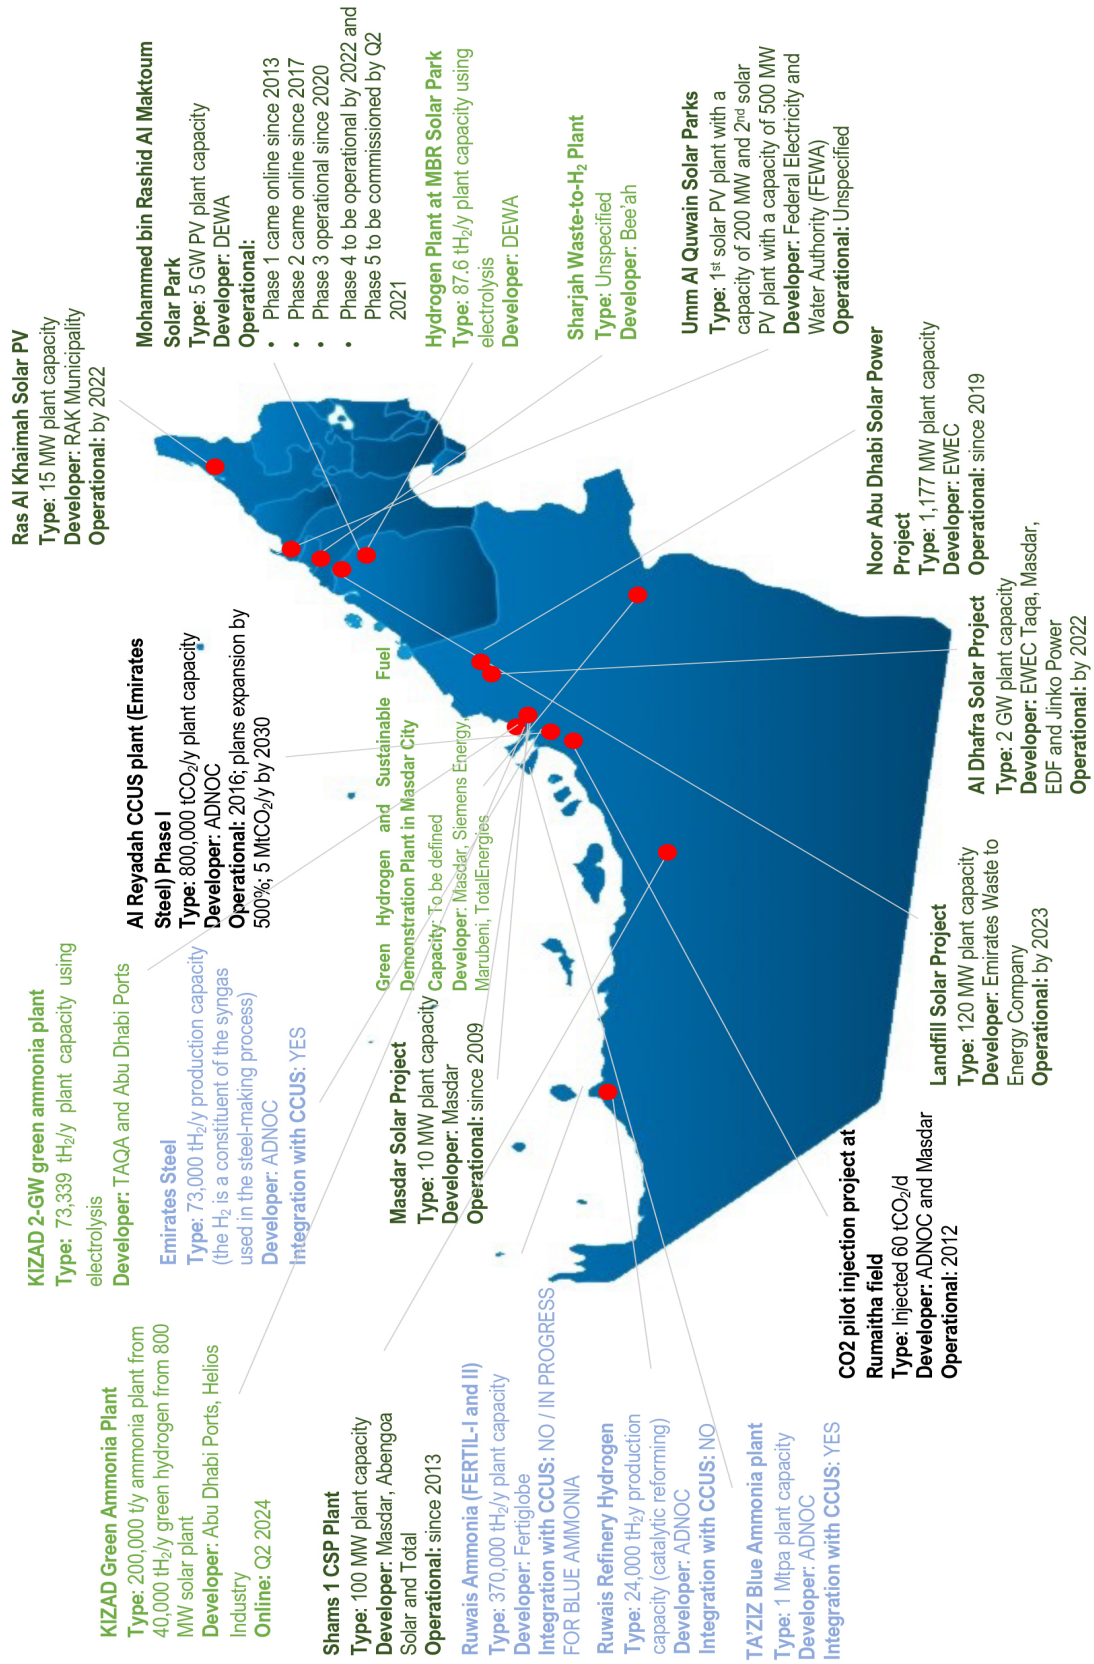 KIZAD Green Ammonia Plant
Type: 200,000 t/y ammonia plant from
40,000 tH2/y green hydrogen from 800
MW solar plant
Developer: Abu Dhabi Ports, Helios
Industry
Online: Q2 2024
KIZAD 2-GW green ammonia plant
Type: 73,339 tH2/y plant capacity using
electrolysis
Developer: TAQA and Abu Dhabi Ports
Emirates Steel
Type: 73,000 tH2/y production capacity
(the H2 is a constituent of the syngas
used in the steel-making process)
Developer: ADNOC
Integration with CCUS: YES
Al Reyadah CCUS plant (Emirates
Steel) Phase I
Type: 800,000 tCO2/y plant capacity
Developer: ADNOC
Operational: 2016; plans expansion by
500%; 5 MtCO2/y by 2030
Ras Al Khaimah Solar PV
Type: 15 MW plant capacity
Developer: RAK Municipality
Operational: by 2022
Mohammed bin Rashid Al Maktoum
Solar Park
Type: 5 GW PV plant capacity
Developer: DEWA
Operational:
• Phase 1 came online since 2013
• Phase 2 came online since 2017
• Phase 3 operational since 2020
• Phase 4 to be operational by 2022 and
Phase 5 to be commissioned by Q2
2021
Hydrogen Plant at MBR Solar Park
Type: 87.6 tH2/y plant capacity using
electrolysis
Developer: DEWA
Sharjah Waste-to-H2 Plant
Type: Unspecified
Developer: Bee'ah
Umm Al Quwain Solar Parks
Type: 1st solar PV plant with a
capacity of 200 MW and 2nd solar
PV plant with a capacity of 500 MW
Developer: Federal Electricity and
Water Authority (FEWA)
Operational: Unspecified
Green Hydrogen and Sustainable Fuel
Demonstration Plant in Masdar City
Capacity: To be defined
Developer: Masdar, Siemens Energy,
Marubeni, TotalEnergies
Masdar Solar Project
Type: 10 MW plant capacity
Developer: Masdar
Operational: since 2009
Shams 1 CSP Plant
Type: 100 MW plant capacity
Developer: Masdar, Abengoa
Solar and Total
Operational: since 2013
Ruwais Ammonia (FERTIL-I and II)
Type: 370,000 tH2/y plant capacity
Developer: Fertiglobe
Integration with CCUS: NO / IN PROGRESS
FOR BLUE AMMONIA
Ruwais Refinery Hydrogen
Type: 24,000 tH2/y production
capacity (catalytic reforming)
Developer: ADNOC
Integration with CCUS: NO
TA'ZIZ Blue Ammonia plant
Type: 1 Mtpa plant capacity
Developer: ADNOC
Integration with CCUS: YES
CO2 pilot injection project at
Rumaitha field
Type: Injected 60 tCO2/d
Developer: ADNOC and Masdar
Operational: 2012
Landfill Solar Project
Type: 120 MW plant capacity
Developer: Emirates Waste to
Energy Company
Operational: by 2023
Al Dhafra Solar Project
Type: 2 GW plant capacity
Developer: EWEC Taqa, Masdar,
EDF and Jinko Power
Operational: by 2022
Noor Abu Dhabi Solar Power
Project
Type: 1,177 MW plant capacity
Developer: EWEC
Operational: since 2019